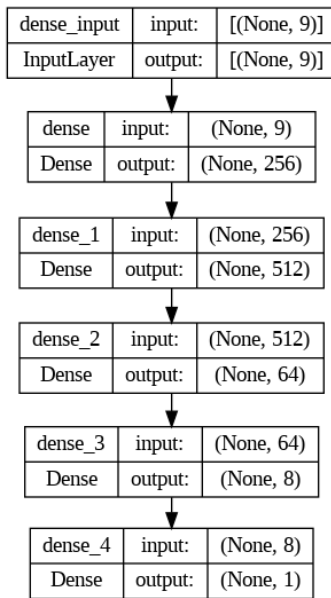 dense_input input: [(None, 9)]
InputLayer output: [(None, 9)]
dense input: (None, 9)
Dense output: (None, 256)
dense_1 input: (None, 256)
Dense output: (None, 512)
dense_2 input: (None, 512)
Dense output: (None, 64)
dense_3 input: (None, 64)
Dense output: (None, 8)
dense_4 input: (None, 8)
Dense output: (None, 1)